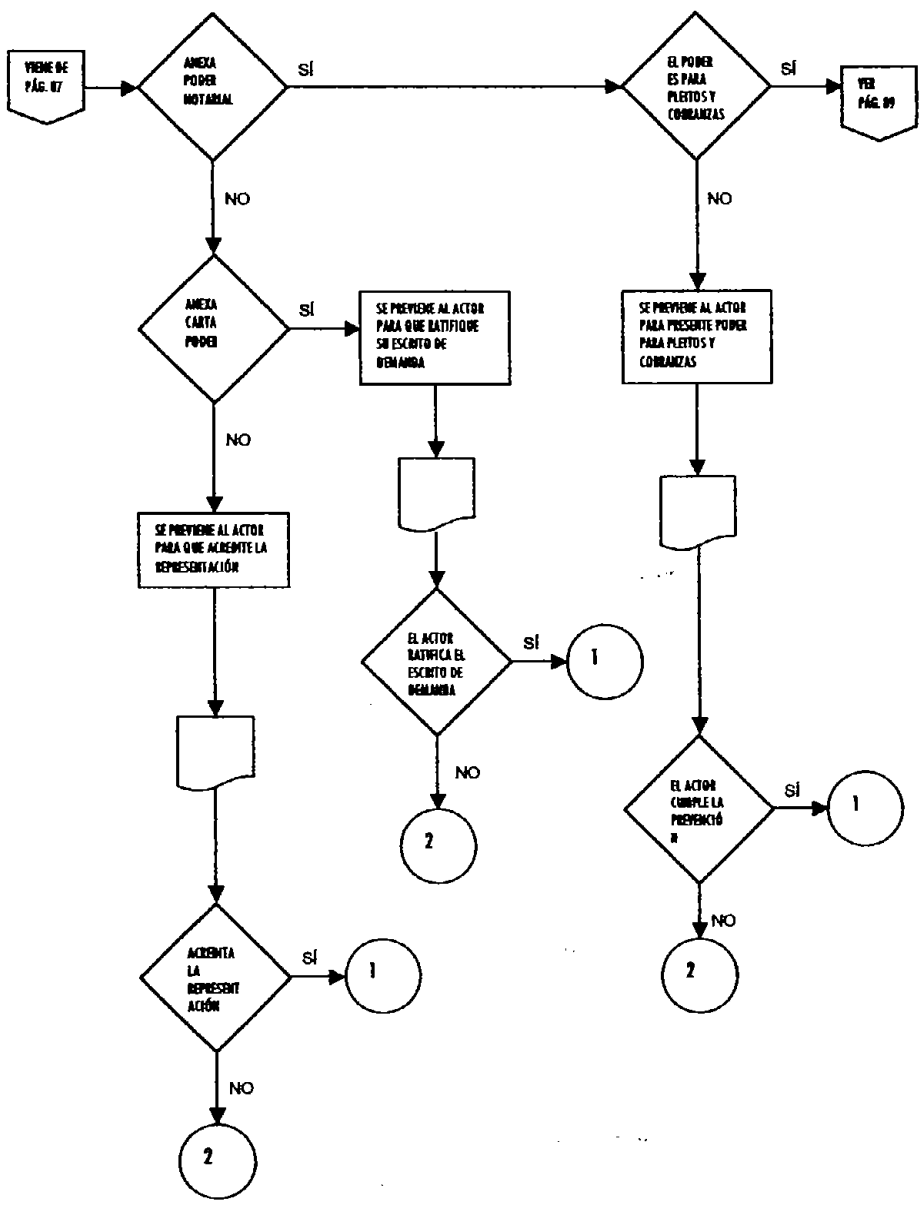 VIENE DE
PÁG. 07
ANEXA
PODER
NOTARIAL
SÍ
EL PODER
ES PARA
PLEITOS Y
COBRANZAS
SÍ
VER
PÁG. 09
NO
NO
ANEXA
CARTA
PODER
SÍ
SE PREVIENE AL ACTOR
PARA QUE RATIFIQUE
SU ESCRITO DE
DEMANDA
SE PREVIENE AL ACTOR
PARA PRESENTE PODER
PARA PLEITOS Y
COBRANZAS
NO
SE PREVIENE AL ACTOR
PARA QUE ACREDITE LA
REPRESENTACIÓN
EL ACTOR
RATIFICA EL
ESCRITO DE
DEMANDA
SÍ
1
NO
2
EL ACTOR
CUMPLE LA
PREVENCIÓ
N
SÍ
1
NO
2
ACREDITA
LA
REPRESENT
ACIÓN
SÍ
1
NO
2